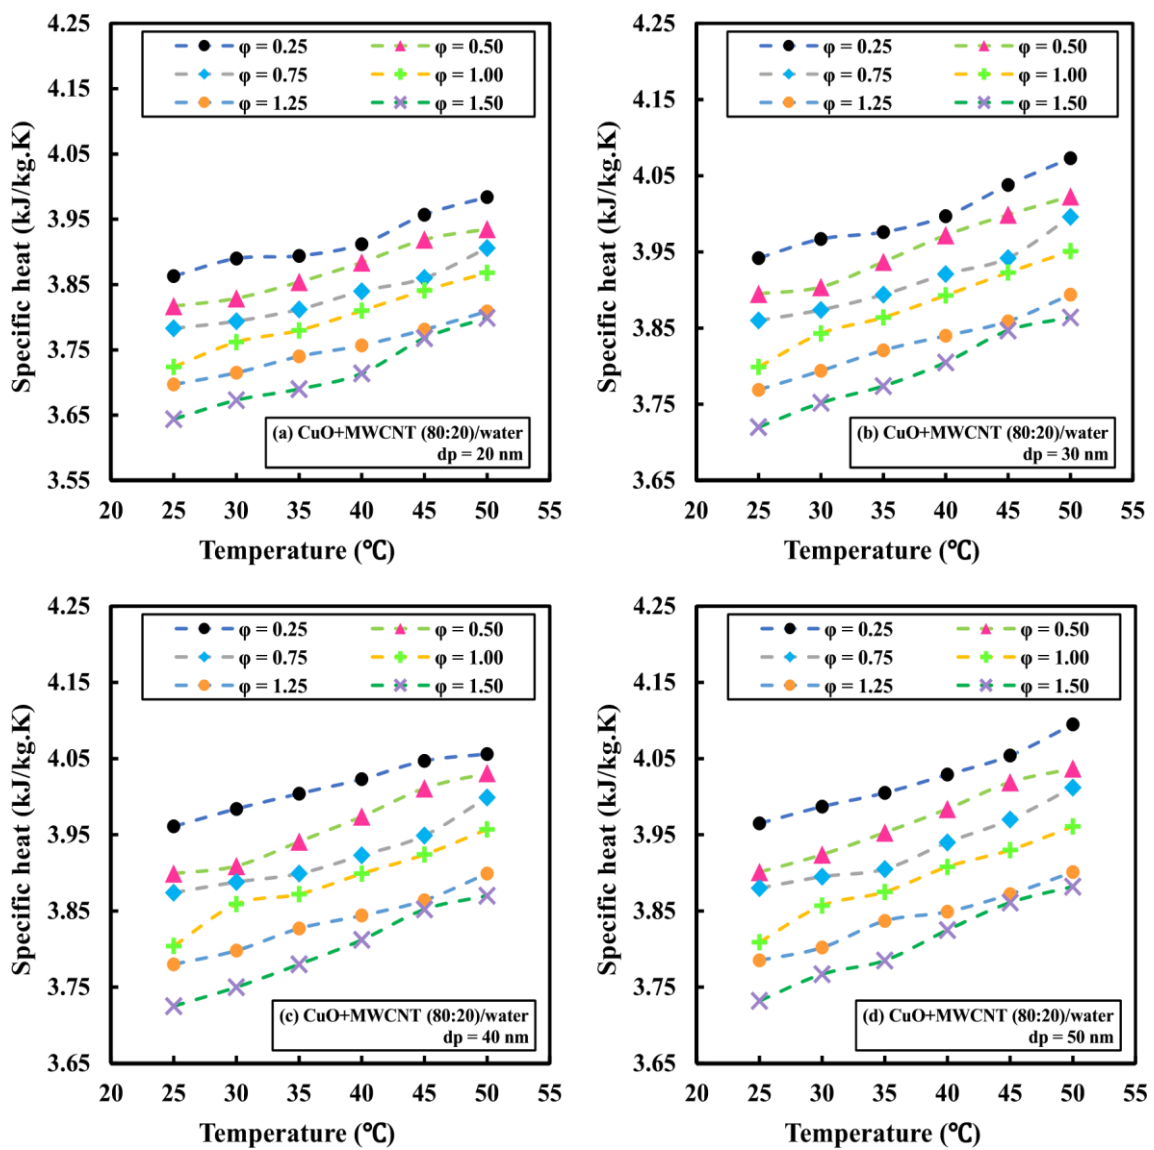 4.25
4.15
4.05
3.95
3.85
3.75
3.65
3.55
Specific heat (kJ/kg.K)
φ = 0.25
φ = 0.50
φ = 0.75
φ = 1.00
φ = 1.25
φ = 1.50
(a) CuO+MWCNT (80:20)/water
dp = 20 nm
20 25 30 35 40 45 50 55
Temperature (℃)
4.25
4.15
4.05
3.95
3.85
3.75
3.65
Specific heat (kJ/kg.K)
φ = 0.25
φ = 0.50
φ = 0.75
φ = 1.00
φ = 1.25
φ = 1.50
(b) CuO+MWCNT (80:20)/water
dp = 30 nm
20 25 30 35 40 45 50 55
Temperature (℃)
4.25
4.15
4.05
3.95
3.85
3.75
3.65
Specific heat (kJ/kg.K)
φ = 0.25
φ = 0.50
φ = 0.75
φ = 1.00
φ = 1.25
φ = 1.50
(c) CuO+MWCNT (80:20)/water
dp = 40 nm
20 25 30 35 40 45 50 55
Temperature (℃)
4.25
4.15
4.05
3.95
3.85
3.75
3.65
Specific heat (kJ/kg.K)
φ = 0.25
φ = 0.50
φ = 0.75
φ = 1.00
φ = 1.25
φ = 1.50
(d) CuO+MWCNT (80:20)/water
dp = 50 nm
20 25 30 35 40 45 50 55
Temperature (℃)